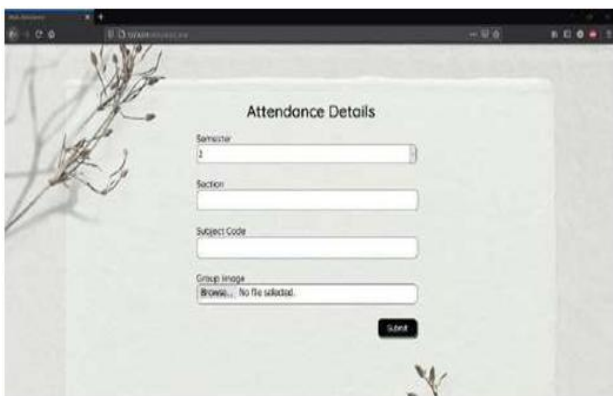 Attendance Details
Semester
2
Section
Subject Code
Group Image
Browse... No file selected.
Submit